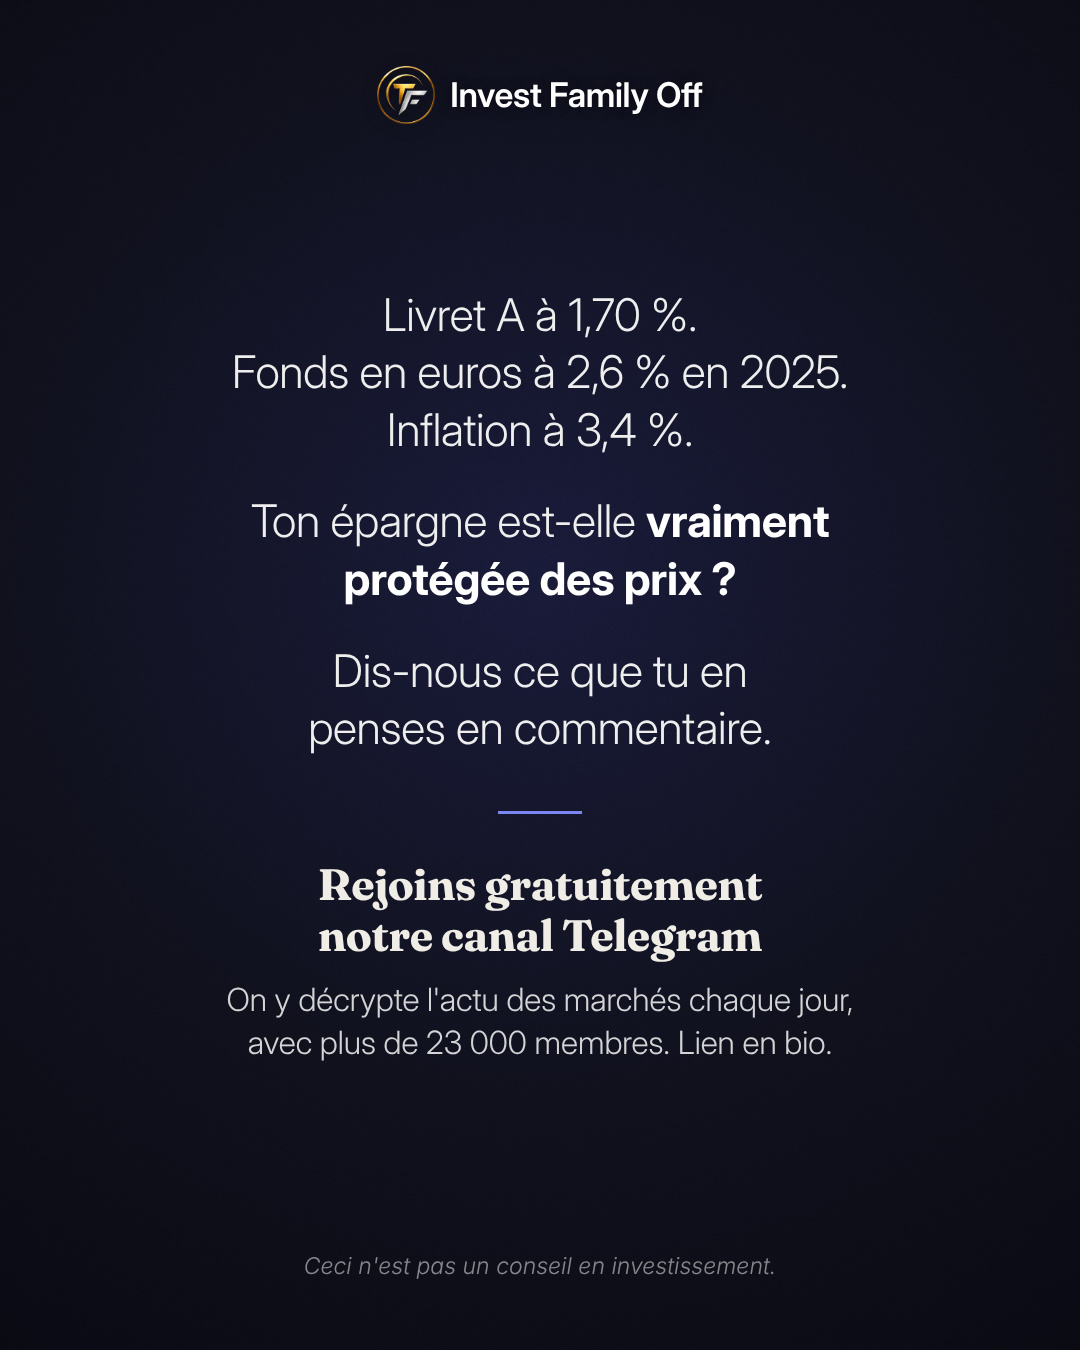 TF Invest Family Off
Livret A à 1,70 %.
Fonds en euros à 2,6 % en 2025.
Inflation à 3,4 %.
Ton épargne est-elle vraiment
protégée des prix ?
Dis-nous ce que tu en
penses en commentaire.
Rejoins gratuitement
notre canal Telegram
On y décrypte l'actu des marchés chaque jour,
avec plus de 23 000 membres. Lien en bio.
Ceci n'est pas un conseil en investissement.